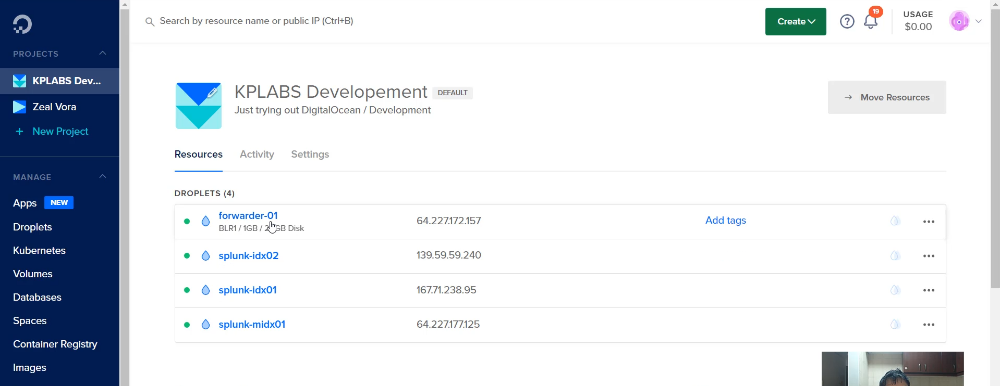 Search by resource name or public IP (Ctrl+B)
Create
?
19
USAGE
$0.00
PROJECTS
KPLABS Dev...
Zeal Vora
+ New Project
MANAGE
Apps NEW
Droplets
Kubernetes
Volumes
Databases
Spaces
Container Registry
Images
KPLABS Developement DEFAULT
Just trying out DigitalOcean / Development
→ Move Resources
Resources Activity Settings
DROPLETS (4)
forwarder-01
BLR1 / 1GB / GB Disk
64.227.172.157
Add tags
splunk-idx02 139.59.59.240
splunk-idx01 167.71.238.95
splunk-midx01 64.227.177.125